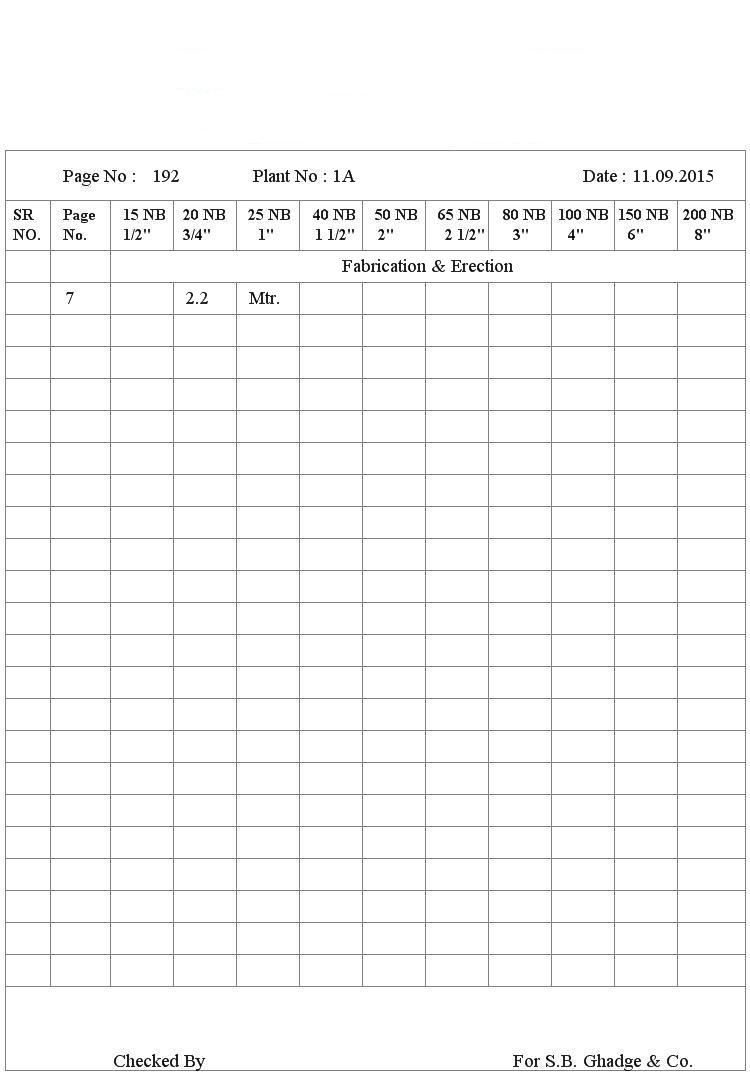 Page No : 192 Plant No : 1A Date : 11.09.2015
SR Page 15 NB 20 NB 25 NB 40 NB 50 NB 65 NB 80 NB 100 NB 150 NB 200 NB
NO. No. 1/2" 3/4" 1" 1 1/2" 2" 2 1/2" 3" 4" 6" 8"
Fabrication & Erection
7 2.2 Mtr.
Checked By For S.B. Ghadge & Co.